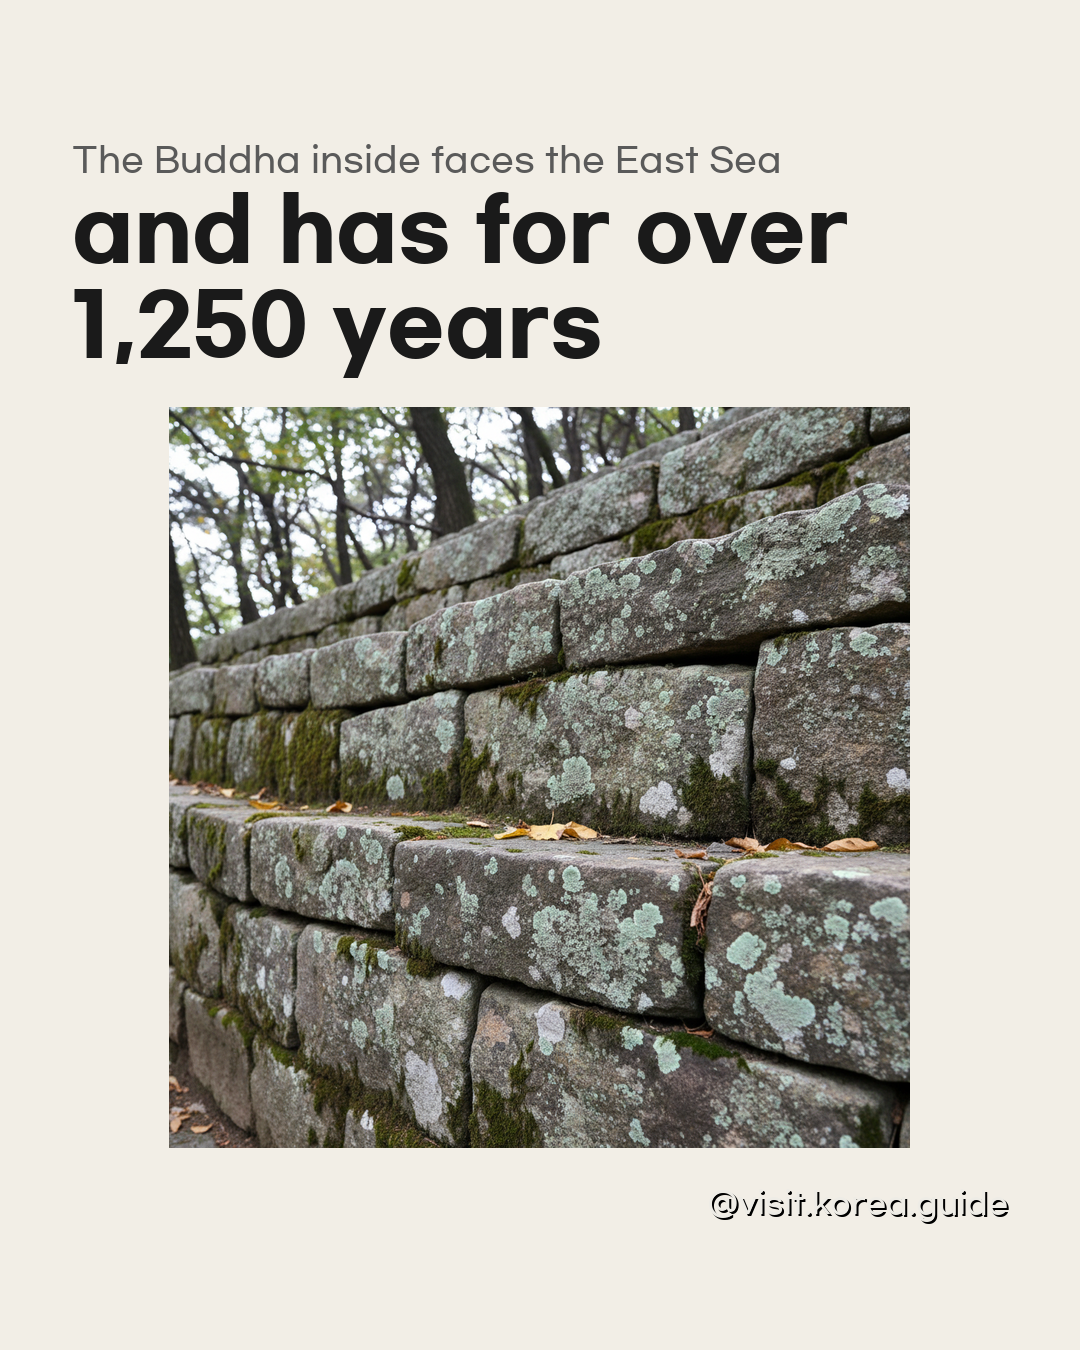 The Buddha inside faces the East Sea
and has for over
1,250 years
@visit.korea.guide